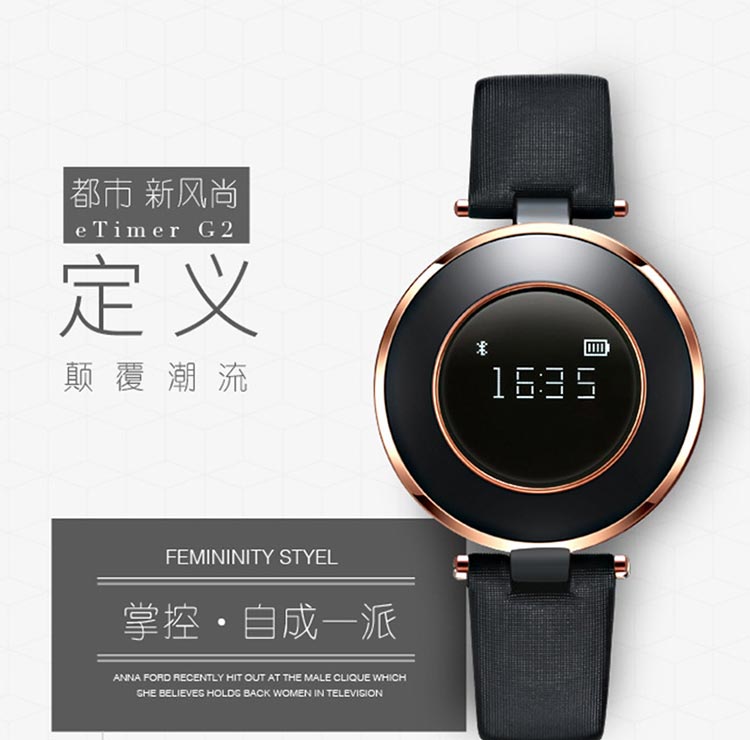 都市 新风尚
eTimer G2
定义
颠覆潮流
16:35
FEMININITY STYEL
掌控·自成一派
ANNA FORD RECENTLY HIT OUT AT THE MALE CLIQUE WHICH
SHE BELIEVES HOLDS BACK WOMEN IN TELEVISION